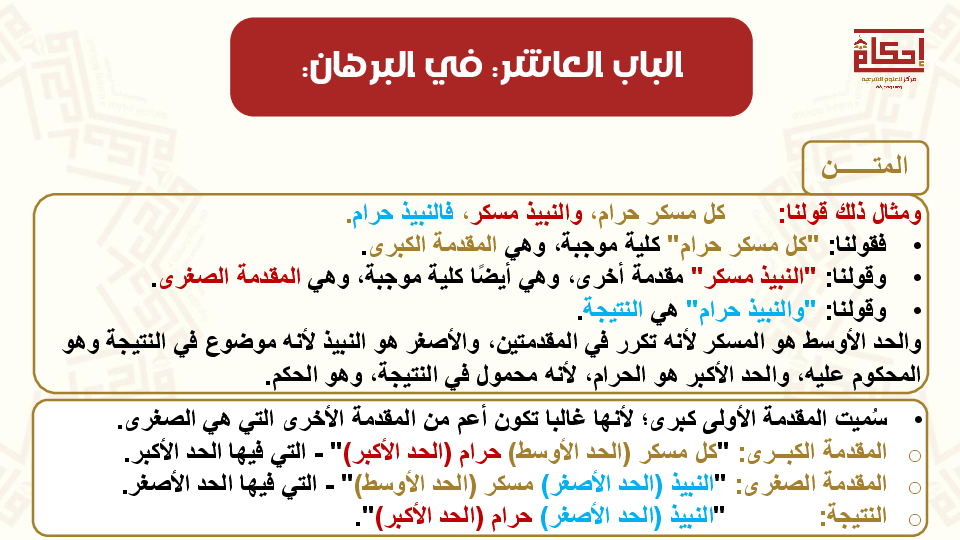 الباب العاشر: في البرهان:
إحكام
مركز للعلوم الشرعية
المتــــــن
ومثال ذلك قولنا: كل مسكر حرام، والنبيذ مسكر، فالنبيذ حرام.
• فقولنا: "كل مسكر حرام" كلية موجبة، وهي المقدمة الكبرى.
• وقولنا: "النبيذ مسكر" مقدمة أخرى، وهي أيضًا كلية موجبة، وهي المقدمة الصغرى.
• وقولنا: "والنبيذ حرام" هي النتيجة.
والحد الأوسط هو المسكر لأنه تكرر في المقدمتين، والأصغر هو النبيذ لأنه موضوع في النتيجة وهو
المحكوم عليه، والحد الأكبر هو الحرام، لأنه محمول في النتيجة، وهو الحكم.
• سُميت المقدمة الأولى كبرى؛ لأنها غالبا تكون أعم من المقدمة الأخرى التي هي الصغرى.
○ المقدمة الكبــرى: "كل مسكر (الحد الأوسط) حرام (الحد الأكبر)" - التي فيها الحد الأكبر.
○ المقدمة الصغرى: "النبيذ (الحد الأصغر) مسكر (الحد الأوسط)" - التي فيها الحد الأصغر.
○ النتيجة: "النبيذ (الحد الأصغر) حرام (الحد الأكبر)".